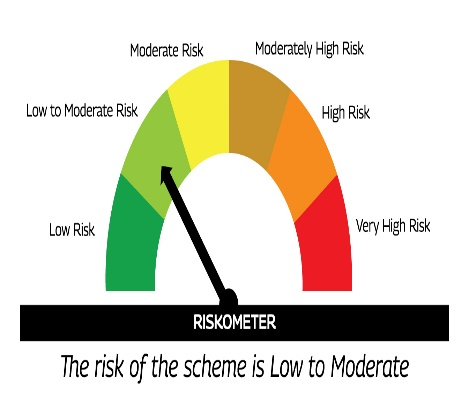 Moderate Risk
Moderately High Risk
Low to Moderate Risk
High Risk
Low Risk
Very High Risk
RISKOMETER
The risk of the scheme is Low to Moderate